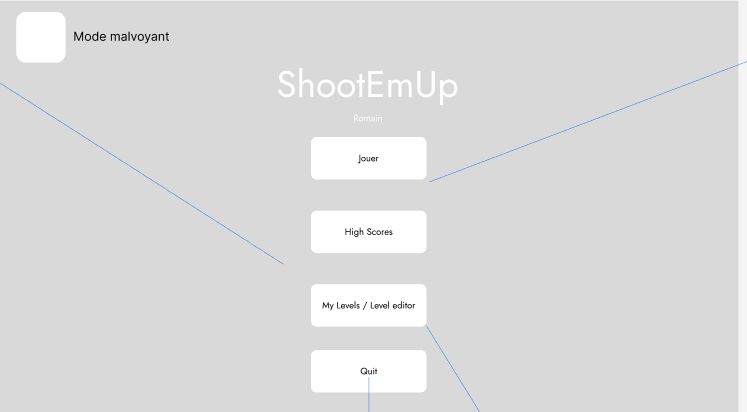 Mode malvoyant
ShootEmUp
Romain
Jouer
High Scores
My Levels / Level editor
Quit